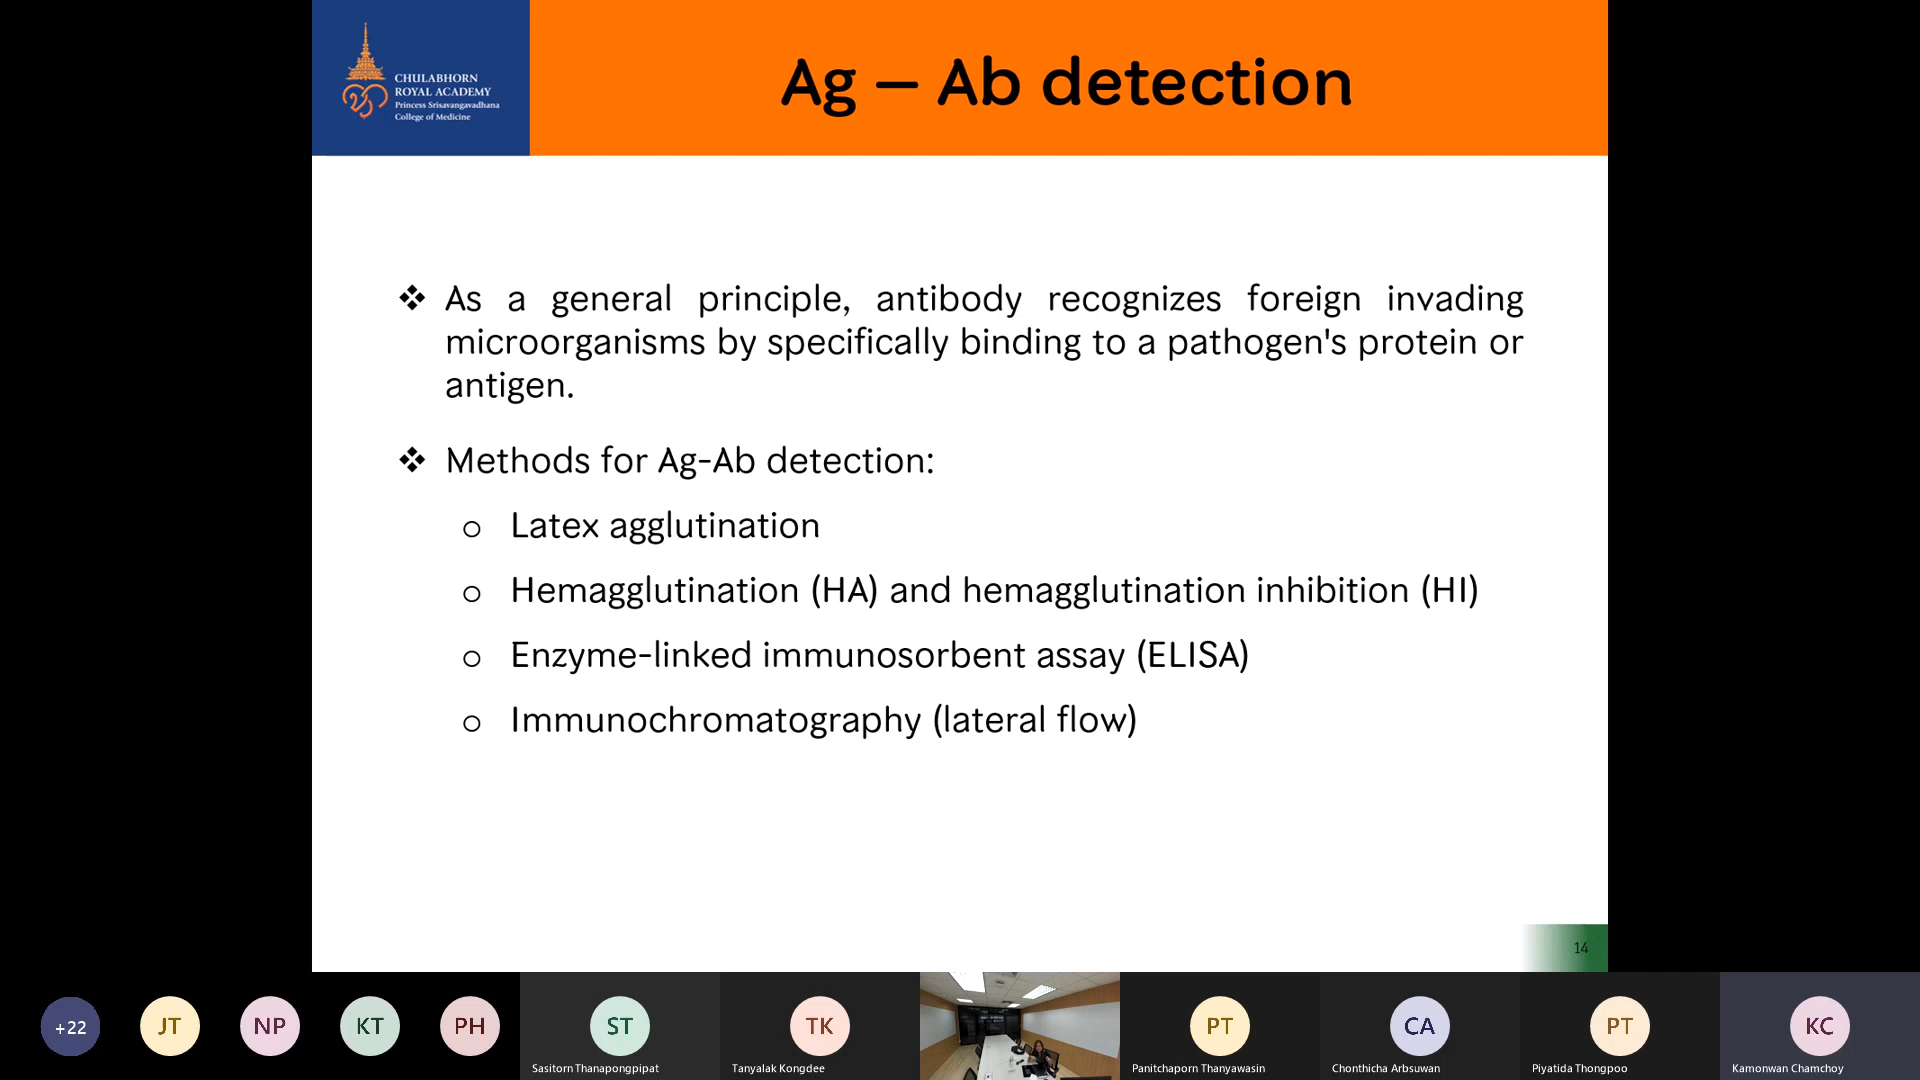 CHULABHORN
ROYAL ACADEMY
Princess Srisavangavadhana
College of Medicine
Ag – Ab detection
❖ As a general principle, antibody recognizes foreign invading
microorganisms by specifically binding to a pathogen's protein or
antigen.
❖ Methods for Ag-Ab detection:
o Latex agglutination
o Hemagglutination (HA) and hemagglutination inhibition (HI)
o Enzyme-linked immunosorbent assay (ELISA)
o Immunochromatography (lateral flow)
14
+22 JT NP KT PH ST TK PT CA PT KC
Sasitorn Thanapongpipat Tanyalak Kongdee Panitchaporn Thanyawasin Chonthicha Arbsuwan Piyatida Thongpoo Kamonwan Chamchoy